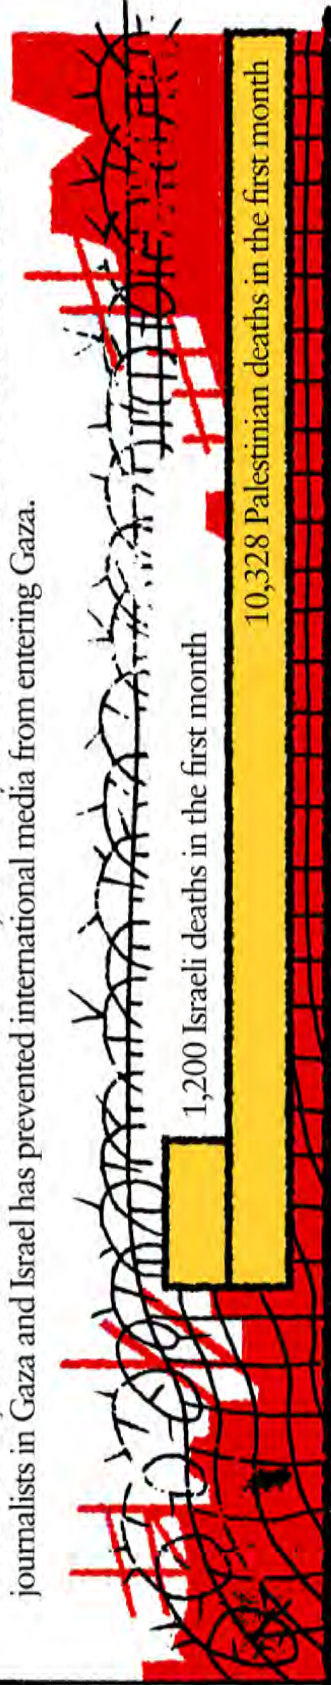 journalists in Gaza and Israel has prevented international media from entering Gaza.
1,200 Israeli deaths in the first month
10,328 Palestinian deaths in the first month